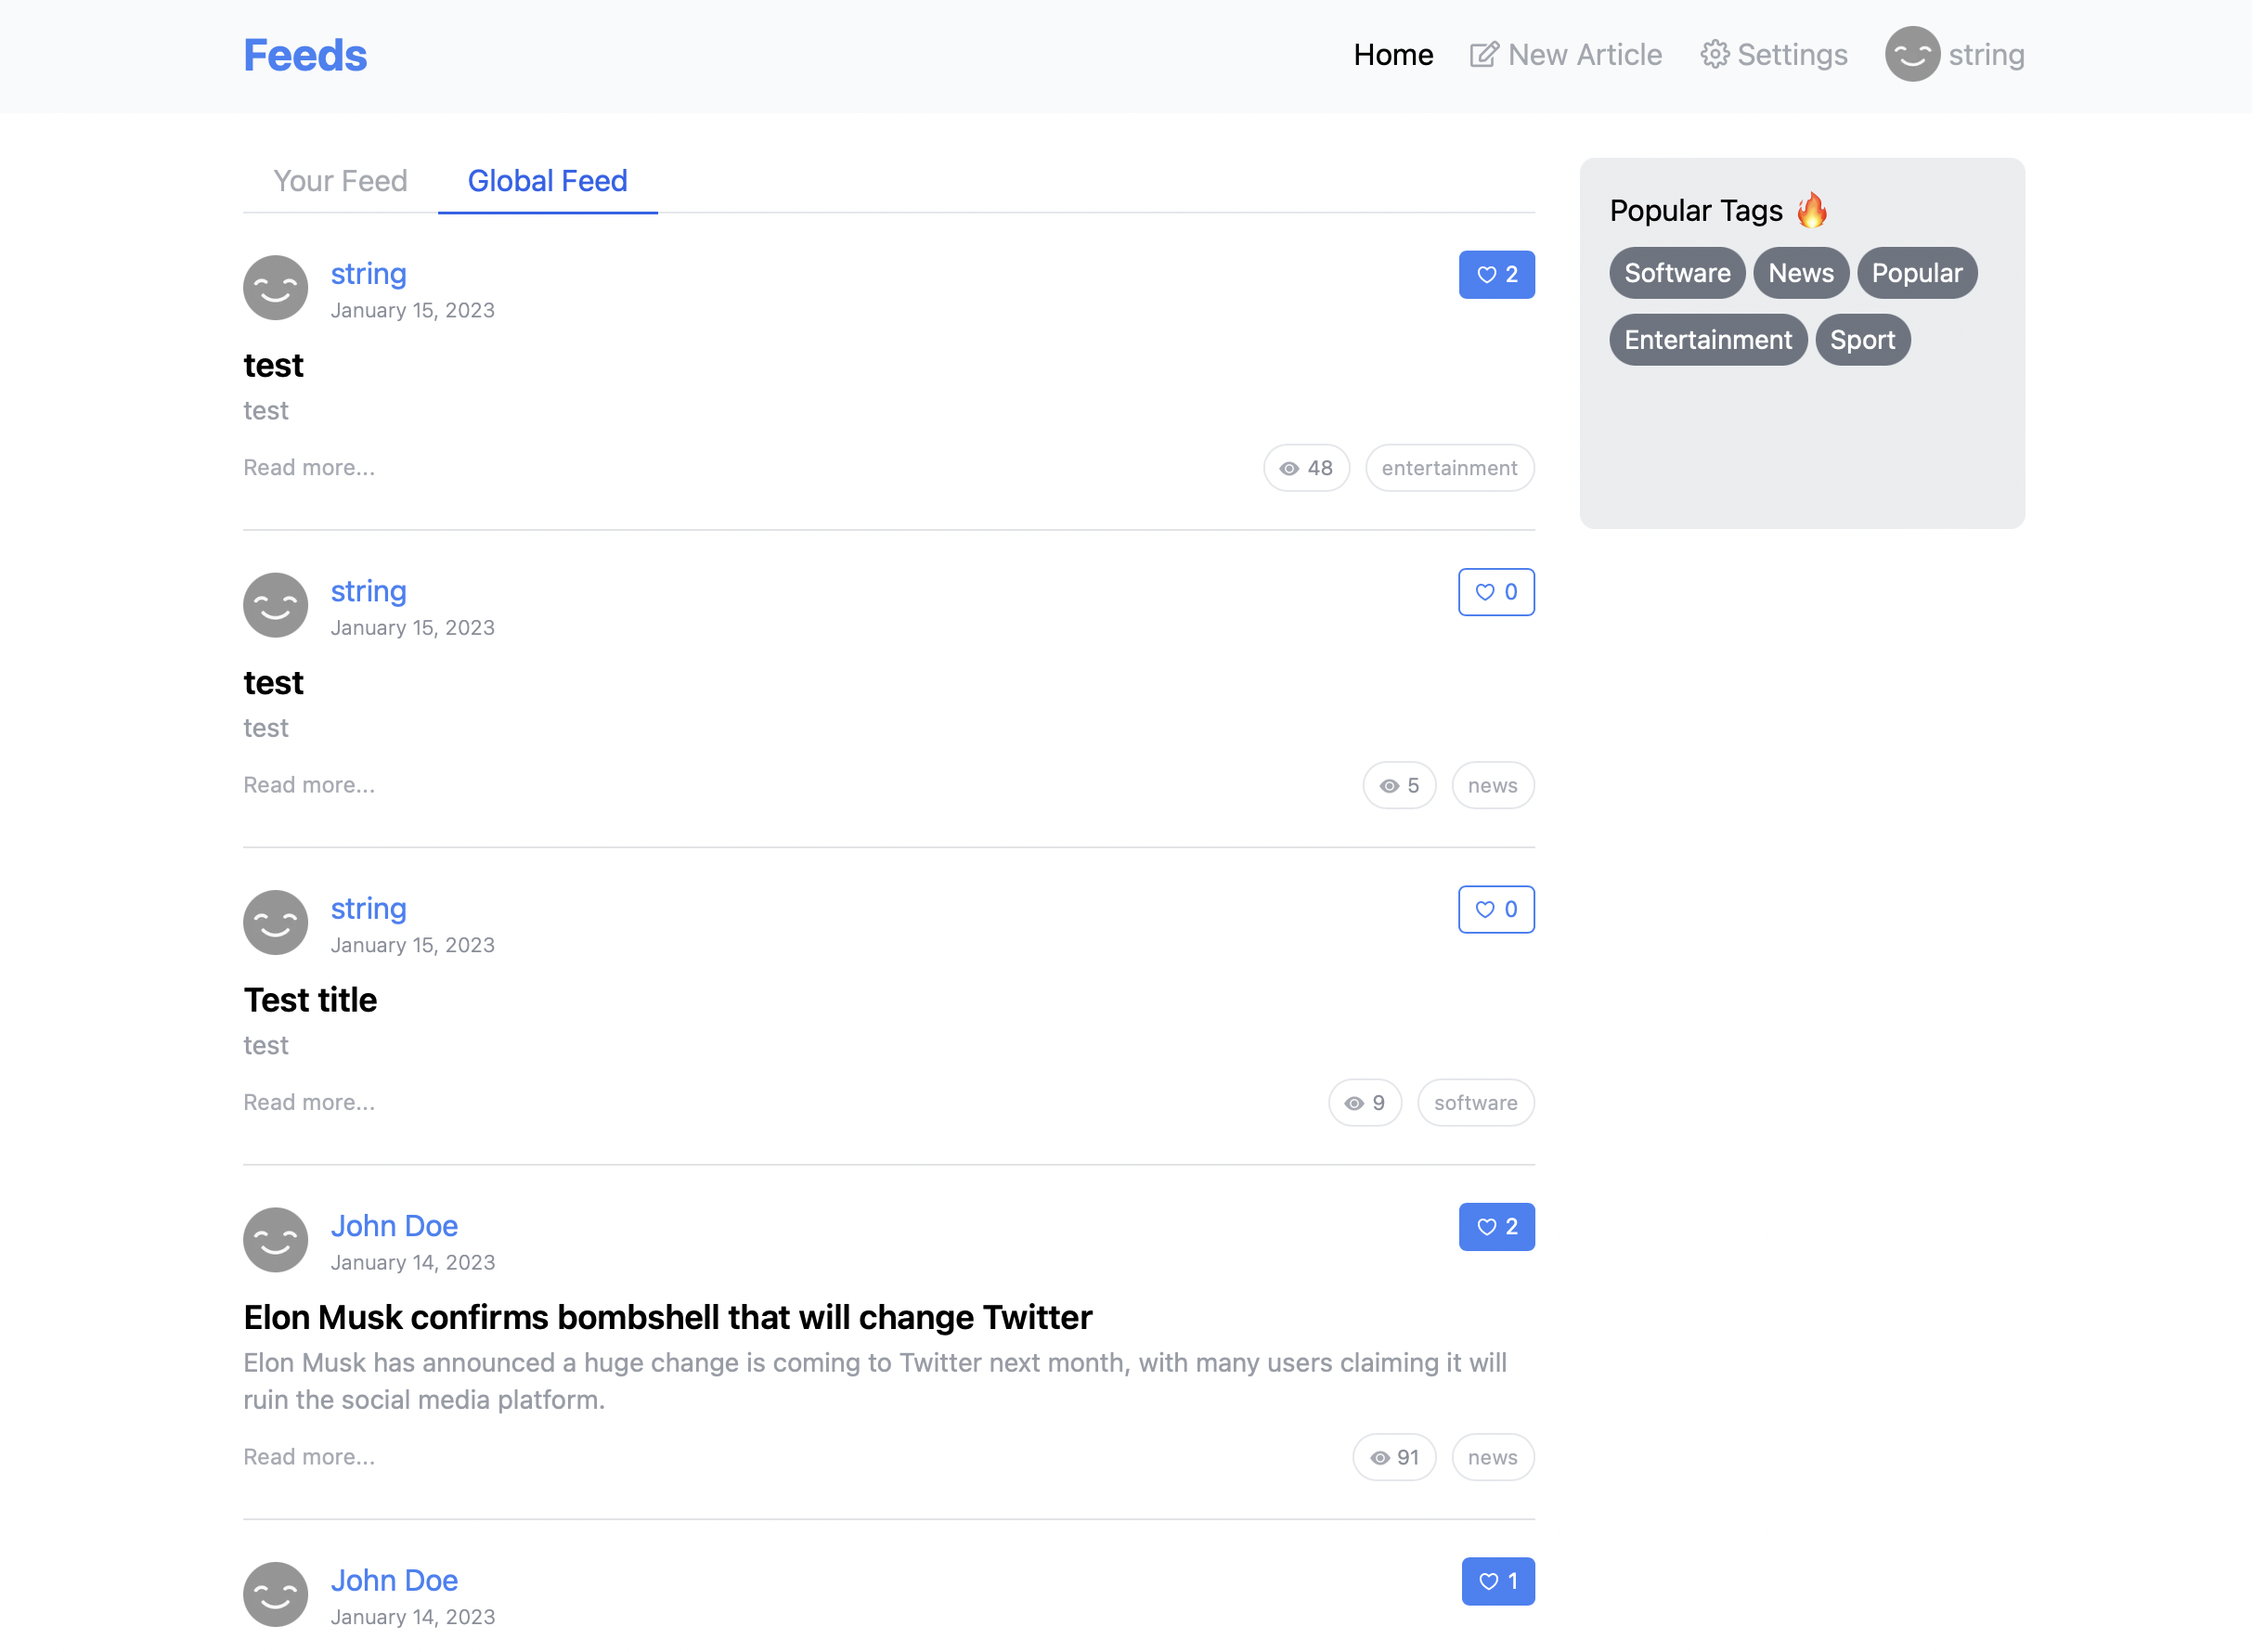 Feeds
Home New Article Settings string
Your Feed Global Feed
string
January 15, 2023
2
test
test
Read more...
48 entertainment
string
January 15, 2023
0
test
test
Read more...
5 news
string
January 15, 2023
0
Test title
test
Read more...
9 software
John Doe
January 14, 2023
2
Elon Musk confirms bombshell that will change Twitter
Elon Musk has announced a huge change is coming to Twitter next month, with many users claiming it will
ruin the social media platform.
Read more...
91 news
John Doe
January 14, 2023
1
Popular Tags 🔥
Software News Popular
Entertainment Sport